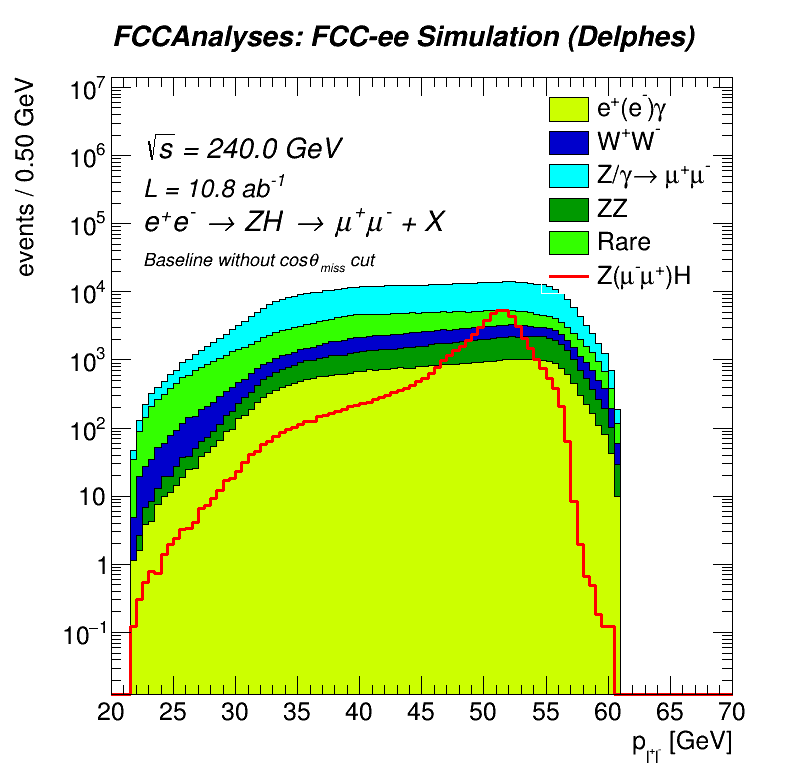 FCCAnalyses: FCC-ee Simulation (Delphes)
events / 0.50 GeV
10⁷
10⁶
10⁵
10⁴
10³
10²
10
1
10⁻¹
√s = 240.0 GeV
L = 10.8 ab⁻¹
e⁺e⁻ → ZH → μ⁺μ⁻ + X
Baseline without cosθ_miss cut
e⁺(e⁻)γ
W⁺W⁻
Z/γ→ μ⁺μ⁻
ZZ
Rare
Z(μ⁻μ⁺)H
20 25 30 35 40 45 50 55 60 65 70
p_l⁺l⁻ [GeV]